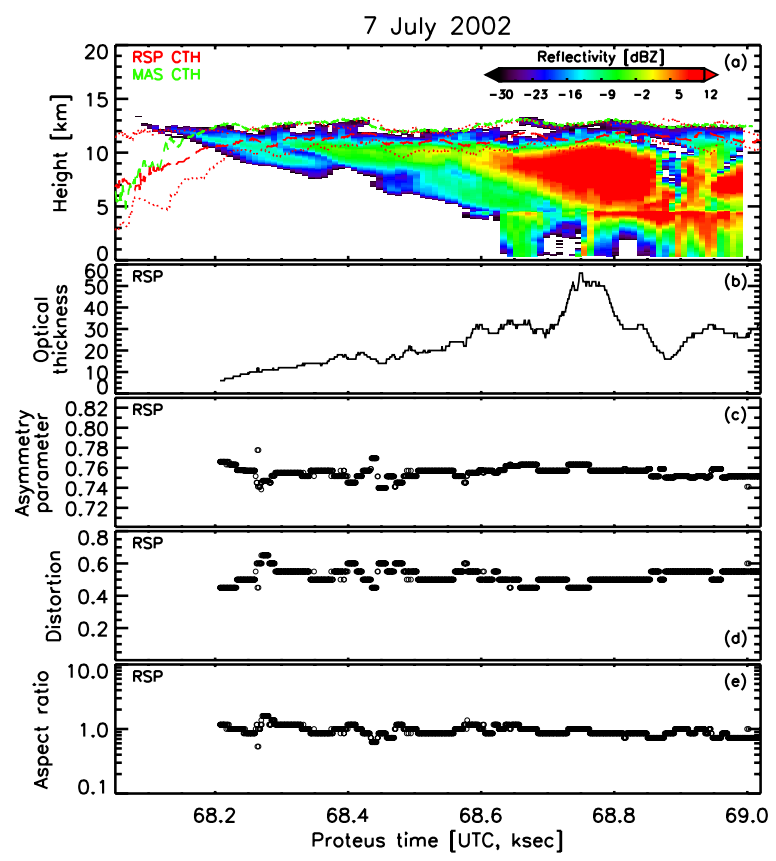 7 July 2002
20
15
10
5
0
Height [km]
RSP CTH
MAS CTH
Reflectivity [dBZ]
-30 -23 -16 -9 -2 5 12
(a)
60
50
40
30
20
10
0
Optical
thickness
RSP
(b)
0.82
0.80
0.78
0.76
0.74
0.72
Asymmetry
parameter
RSP
(c)
0.8
0.6
0.4
0.2
Distortion
RSP
(d)
10.0
1.0
0.1
Aspect ratio
RSP
(e)
68.2 68.4 68.6 68.8 69.0
Proteus time [UTC, ksec]